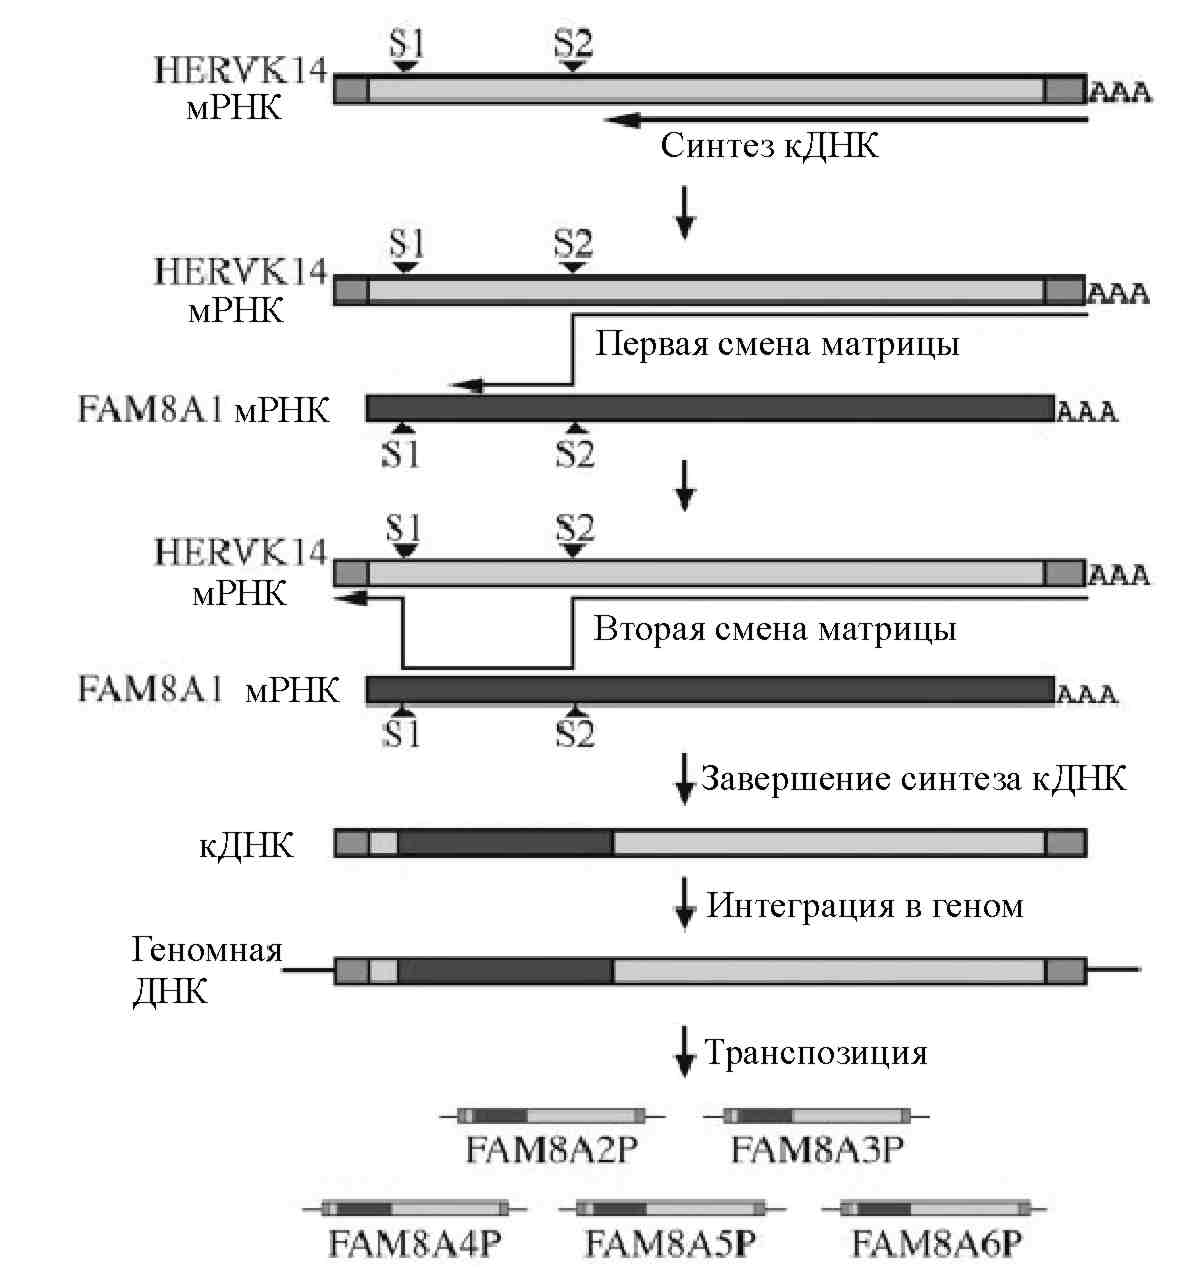 S1 S2
HERVK14
мРНК
AAA
Синтез кДНК
S1 S2
HERVK14
мРНК
AAA
Первая смена матрицы
FAM8A1 мРНК
AAA
S1 S2
S1 S2
HERVK14
мРНК
AAA
Вторая смена матрицы
FAM8A1 мРНК
AAA
S1 S2
Завершение синтеза кДНК
кДНК
Интеграция в геном
Геномная
ДНК
Транспозиция
FAM8A2P FAM8A3P
FAM8A4P FAM8A5P FAM8A6P